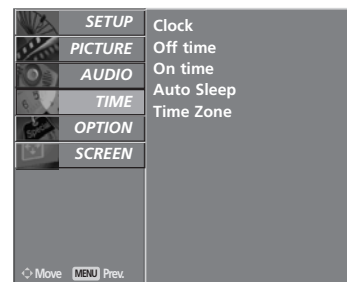 SETUP
PICTURE
AUDIO
TIME
OPTION
SCREEN
Clock
Off time
On time
Auto Sleep
Time Zone
Move MENU Prev.